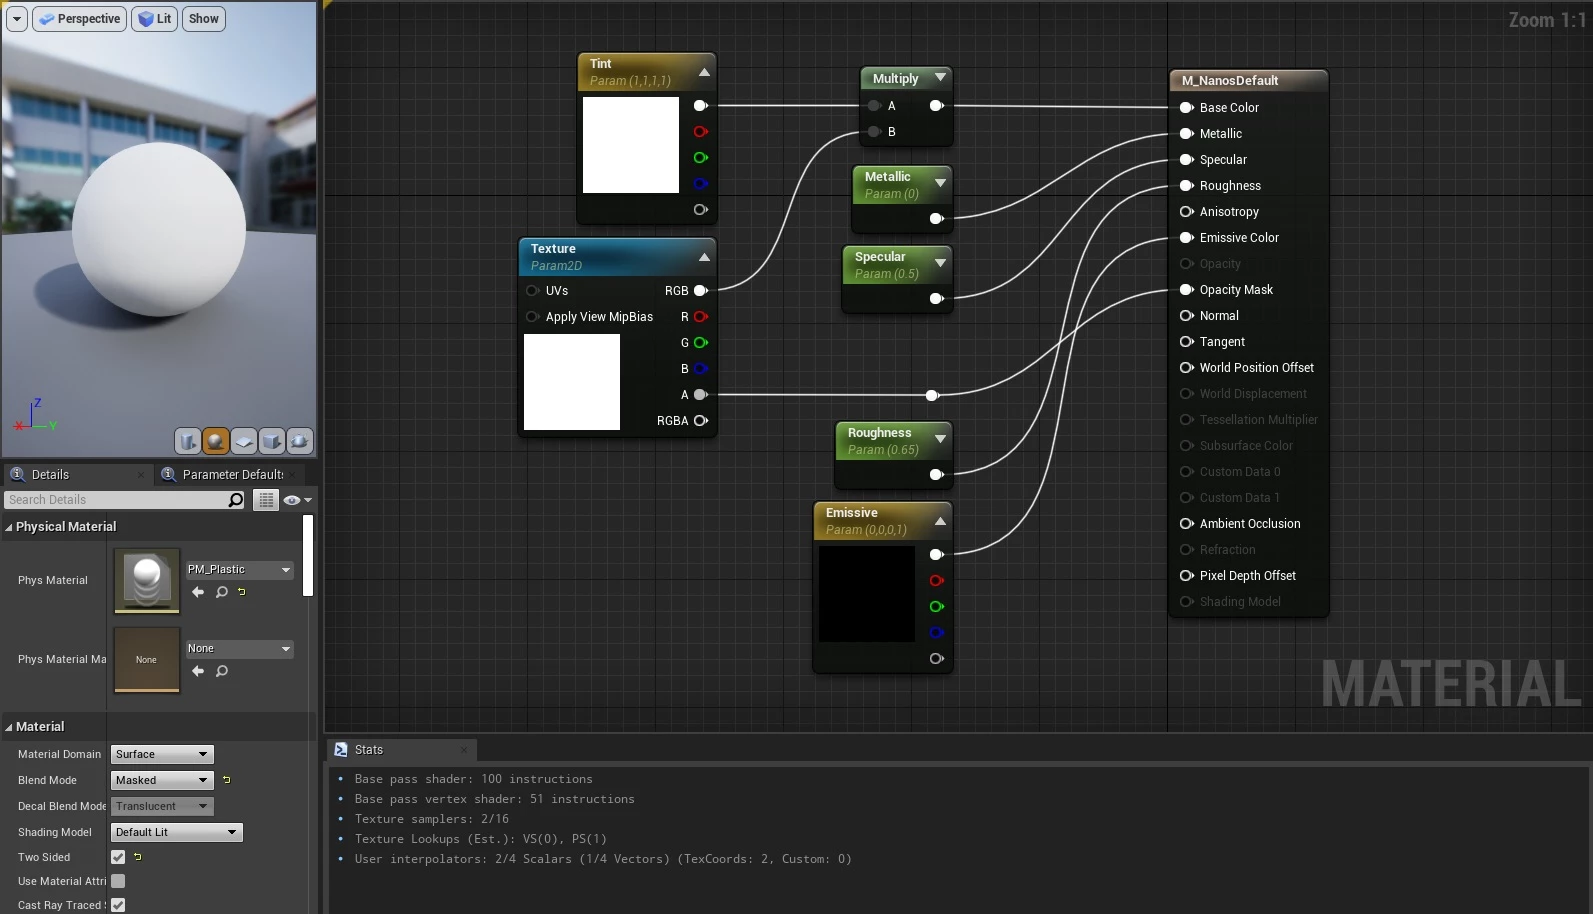 Perspective
Lit
Show
Zoom 1:1
Tint
Param (1,1,1,1)
Multiply
A
B
Metallic
Param (0)
Specular
Param (0.5)
Texture
Param2D
UVs
RGB
Apply View MipBias
R
G
B
A
RGBA
Roughness
Param (0.65)
Emissive
Param (0,0,0,1)
M_NanosDefault
Base Color
Metallic
Specular
Roughness
Anisotropy
Emissive Color
Opacity
Opacity Mask
Normal
Tangent
World Position Offset
World Displacement
Tessellation Multiplier
Subsurface Color
Custom Data 0
Custom Data 1
Ambient Occlusion
Refraction
Pixel Depth Offset
Shading Model
MATERIAL
Z
X
Y
Details
Parameter Defaults
Search Details
Physical Material
Phys Material
PM_Plastic
Phys Material Ma
None
None
Material
Material Domain
Surface
Blend Mode
Masked
Decal Blend Mode
Translucent
Shading Model
Default Lit
Two Sided
Use Material Attri
Cast Ray Traced S
Stats
• Base pass shader: 100 instructions
• Base pass vertex shader: 51 instructions
• Texture samplers: 2/16
• Texture Lookups (Est.): VS(0), PS(1)
• User interpolators: 2/4 Scalars (1/4 Vectors) (TexCoords: 2, Custom: 0)